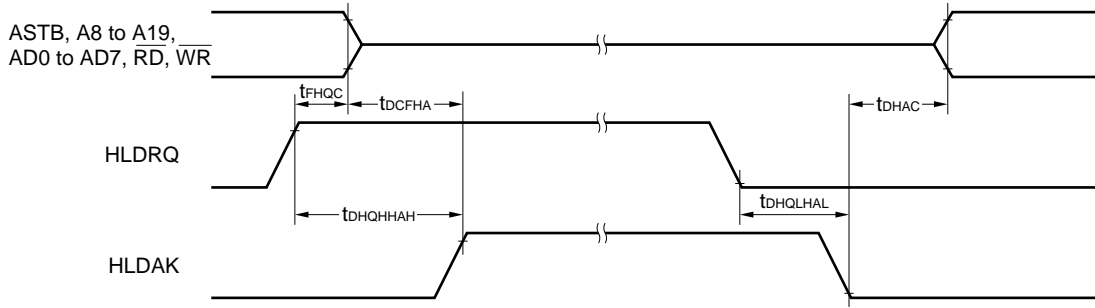 ASTB, A8 to A19,
AD0 to AD7, RD, WR
tFHQC
tDCFHA
tDHAC
HLDRQ
tDHQHHAH
tDHQLHAL
HLDAK